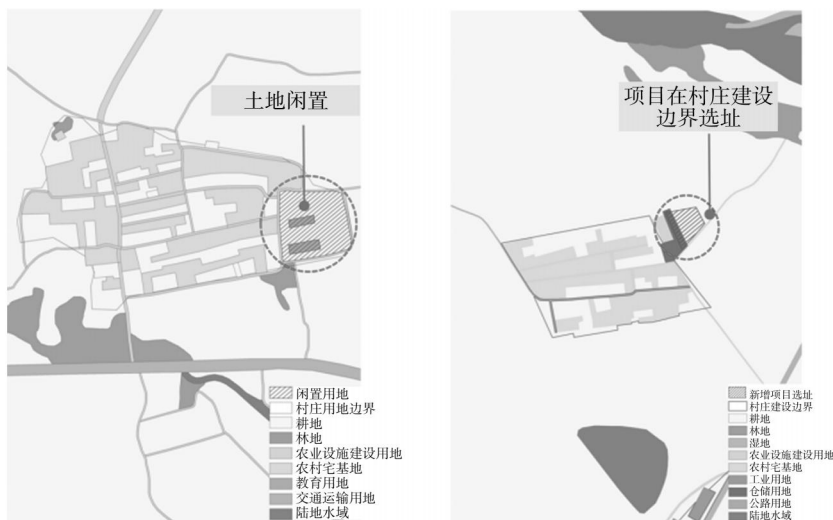 土地闲置
闲置用地
村庄用地边界
耕地
林地
农业设施建设用地
农村宅基地
教育用地
交通运输用地
陆地水域
项目在村庄建设
边界选址
新增项目选址
村庄建设边界
耕地
林地
湿地
农业设施建设用地
农村宅基地
工业用地
仓储用地
公路用地
陆地水域